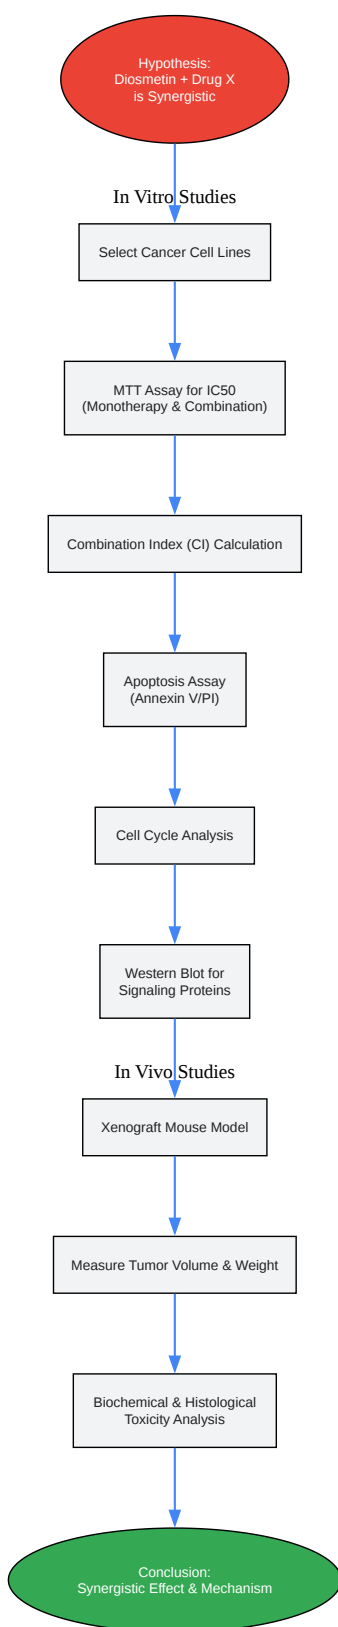 Hypothesis:
Diosmetin + Drug X
is Synergistic
In Vitro Studies
Select Cancer Cell Lines
MTT Assay for IC50
(Monotherapy & Combination)
Combination Index (CI) Calculation
Apoptosis Assay
(Annexin V/PI)
Cell Cycle Analysis
Western Blot for
Signaling Proteins
In Vivo Studies
Xenograft Mouse Model
Measure Tumor Volume & Weight
Biochemical & Histological
Toxicity Analysis
Conclusion:
Synergistic Effect & Mechanism